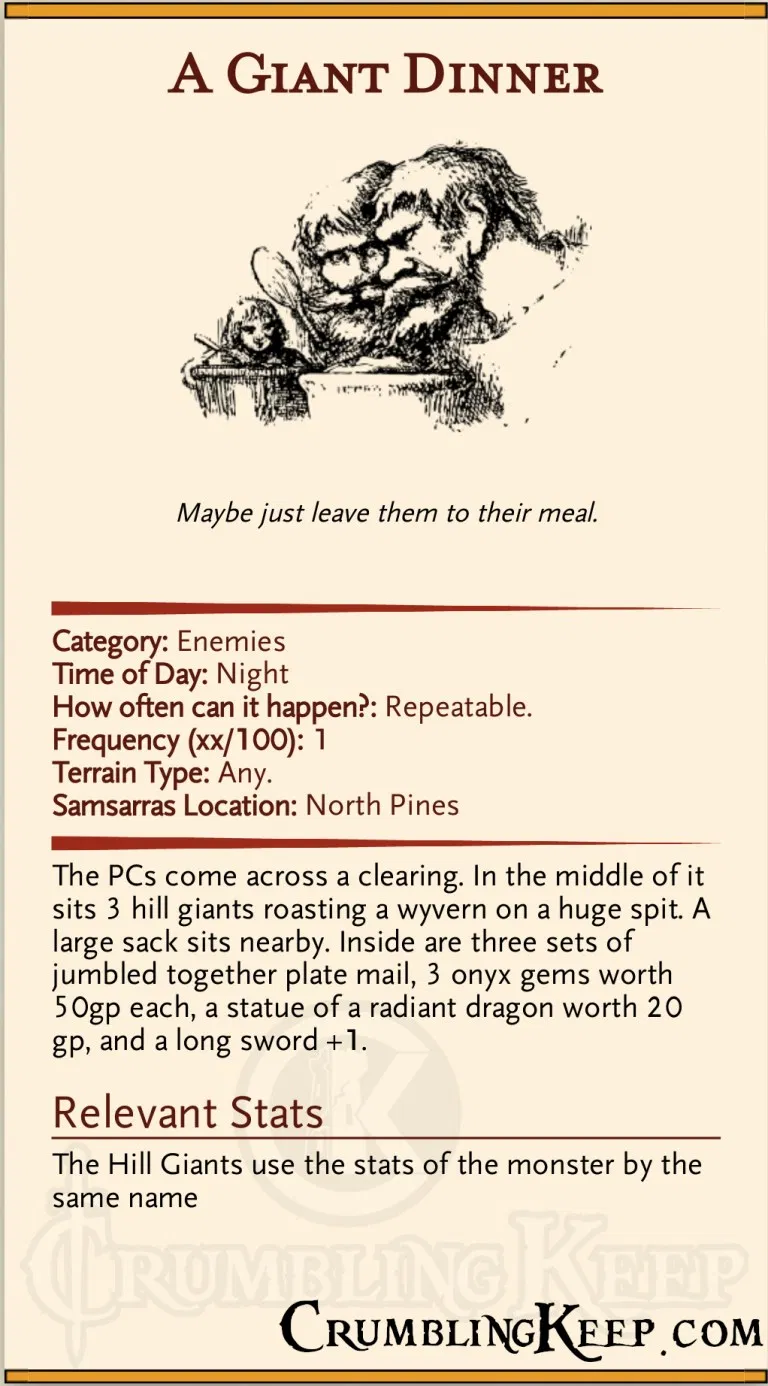 A Giant Dinner
Maybe just leave them to their meal.
Category: Enemies
Time of Day: Night
How often can it happen?: Repeatable.
Frequency (xx/100): 1
Terrain Type: Any.
Samsarras Location: North Pines
The PCs come across a clearing. In the middle of it
sits 3 hill giants roasting a wyvern on a huge spit. A
large sack sits nearby. Inside are three sets of
jumbled together plate mail, 3 onyx gems worth
50gp each, a statue of a radiant dragon worth 20
gp, and a long sword +1.
Relevant Stats
The Hill Giants use the stats of the monster by the
same name
CK
Crumbling Keep
CrumblingKeep.com